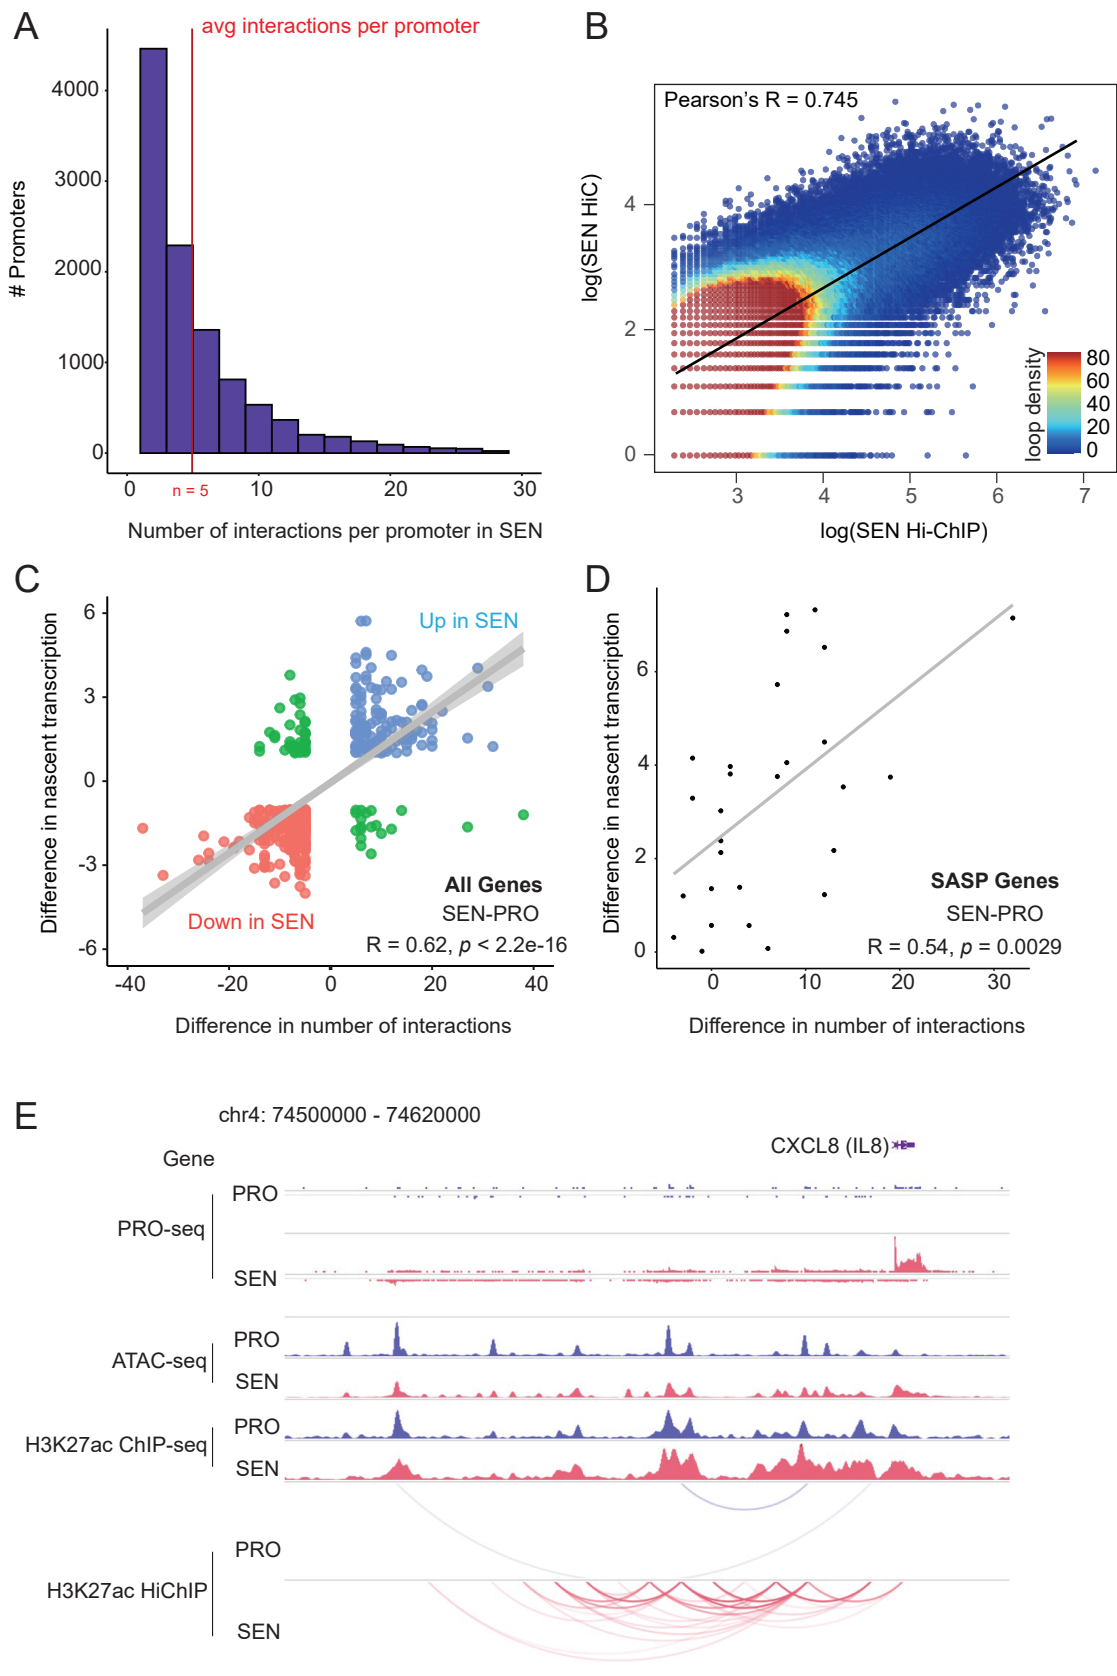 A
avg interactions per promoter
# Promoters
4000
3000
2000
1000
0
0
n = 5
10
20
30
Number of interactions per promoter in SEN
B
Pearson's R = 0.745
log(SEN HiC)
4
2
0
loop density
80
60
40
20
0
3
4
5
6
7
log(SEN Hi-ChIP)
C
Difference in nascent transcription
6
3
0
-3
-6
Up in SEN
Down in SEN
All Genes
SEN-PRO
R = 0.62, p < 2.2e-16
-40
-20
0
20
40
Difference in number of interactions
D
Difference in nascent transcription
6
4
2
0
SASP Genes
SEN-PRO
R = 0.54, p = 0.0029
0
10
20
30
Difference in number of interactions
E
chr4: 74500000 - 74620000
CXCL8 (IL8)
Gene
PRO-seq
PRO
SEN
ATAC-seq
PRO
SEN
H3K27ac ChIP-seq
PRO
SEN
H3K27ac HiChIP
PRO
SEN